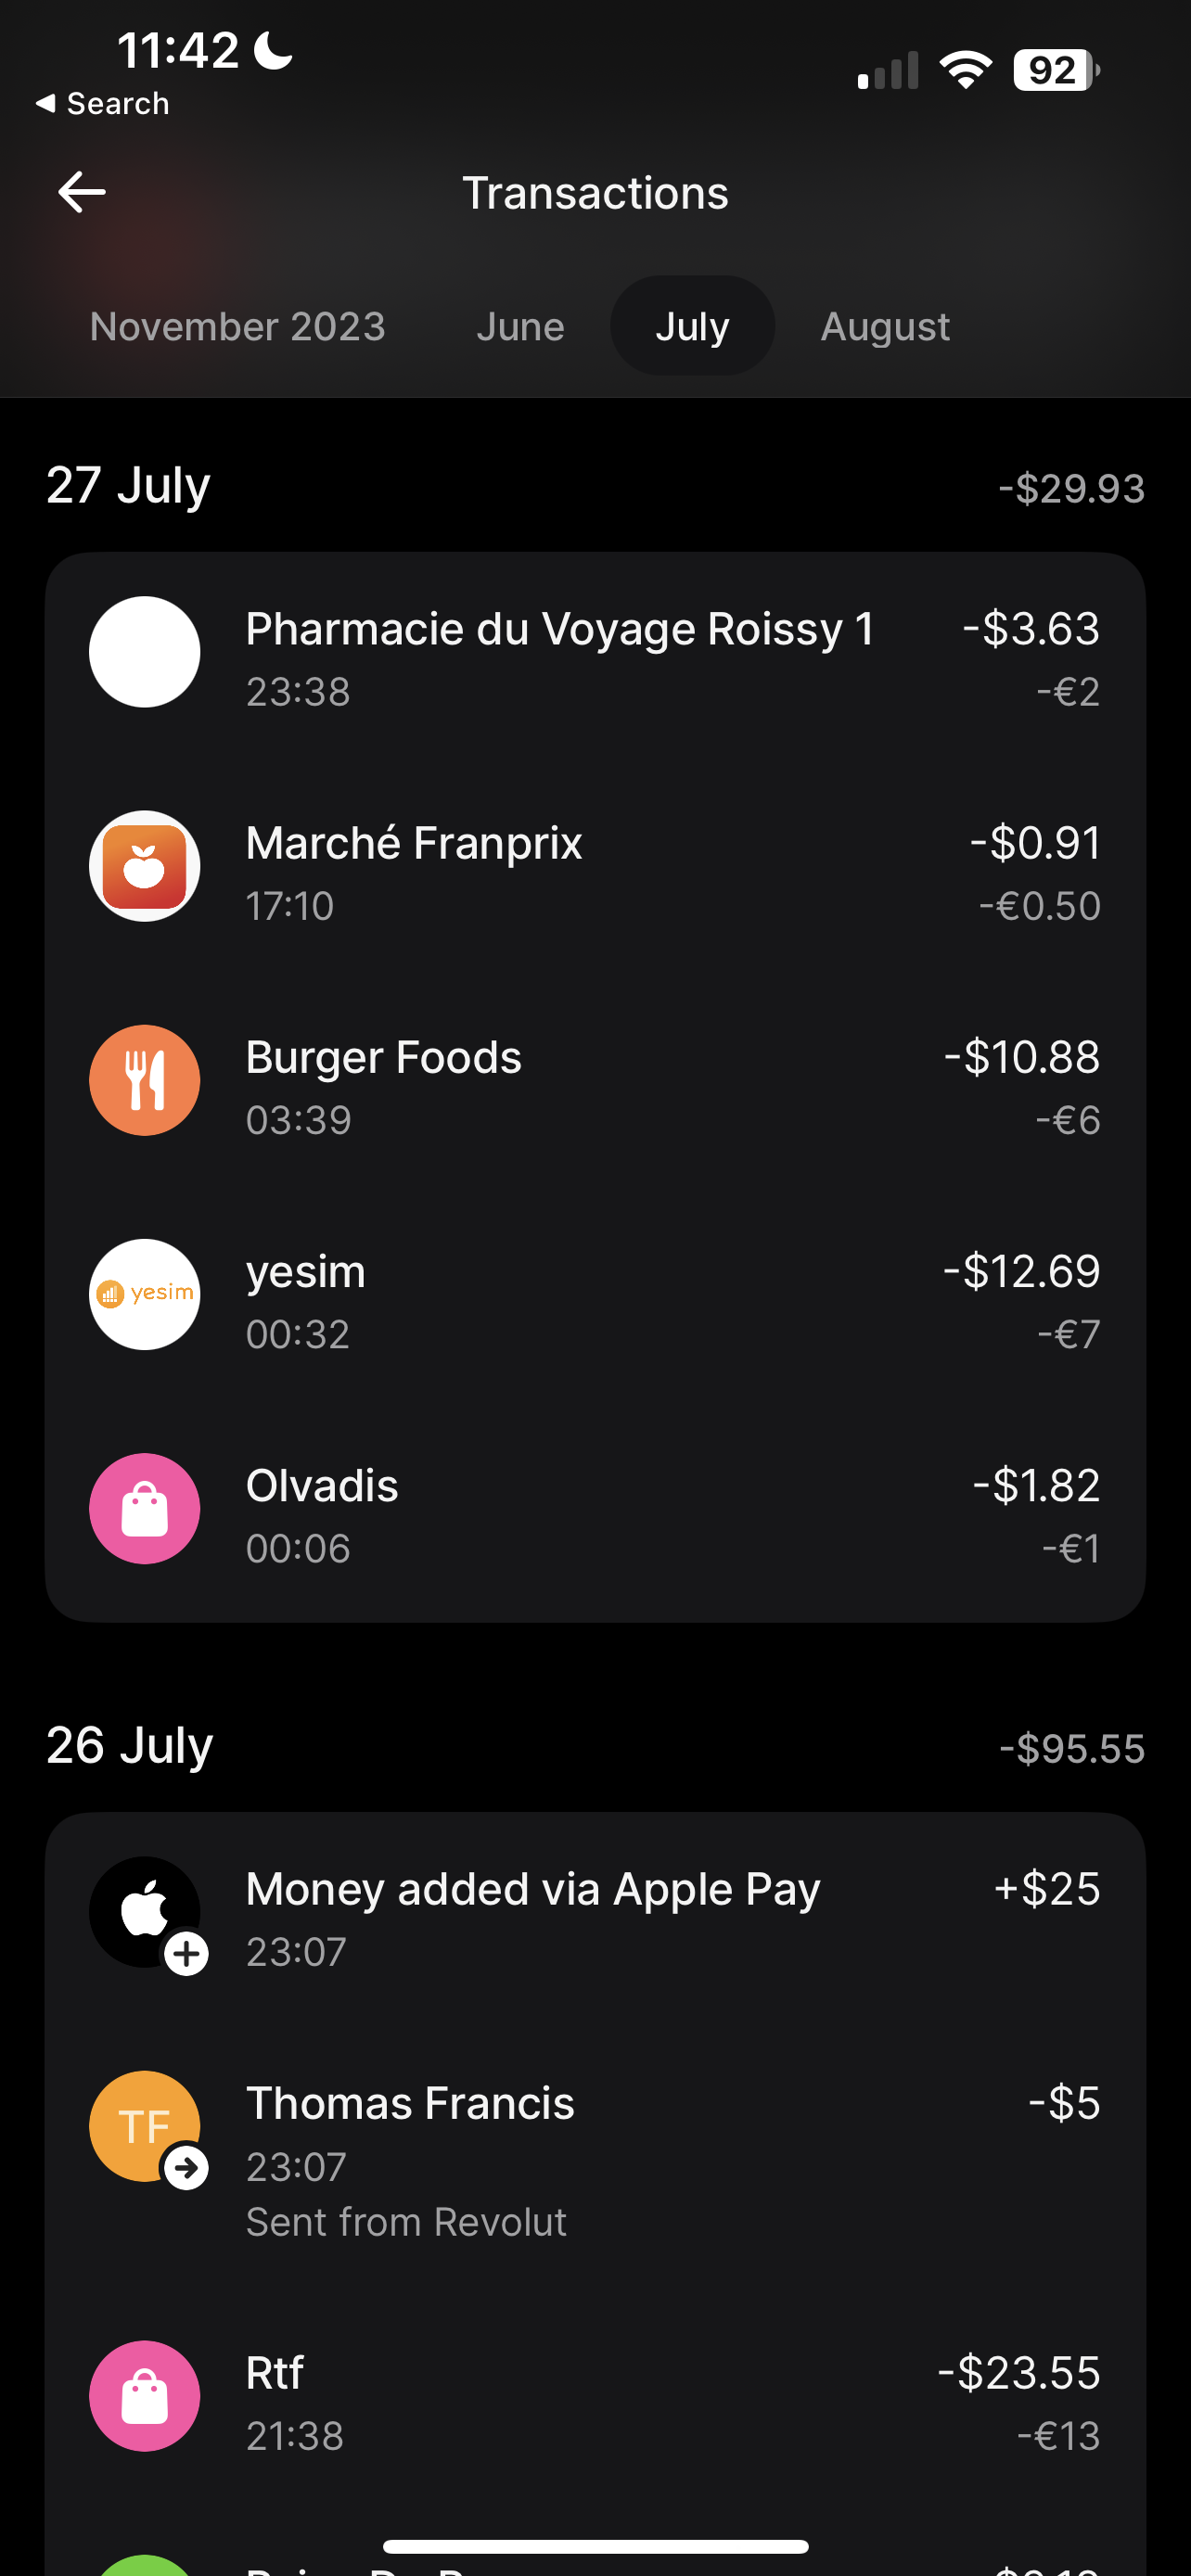 11:42
92
Search
Transactions
November 2023
June
July
August
27 July
-$29.93
Pharmacie du Voyage Roissy 1
-$3.63
23:38
-€2
Marché Franprix
-$0.91
17:10
-€0.50
Burger Foods
-$10.88
03:39
-€6
yesim
yesim
-$12.69
00:32
-€7
Olvadis
-$1.82
00:06
-€1
26 July
-$95.55
Money added via Apple Pay
+$25
23:07
TF
Thomas Francis
-$5
23:07
Sent from Revolut
Rtf
-$23.55
21:38
-€13